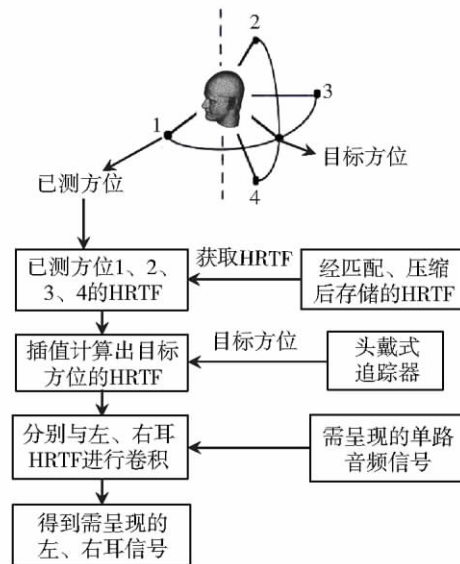 2
3
1
4
目标方位
已测方位
获取HRTF
已测方位1、2、
3、4的HRTF
经匹配、压缩
后存储的HRTF
插值计算出目标
方位的HRTF
目标方位
头戴式
追踪器
分别与左、右耳
HRTF进行卷积
需呈现的单路
音频信号
得到需呈现的
左、右耳信号